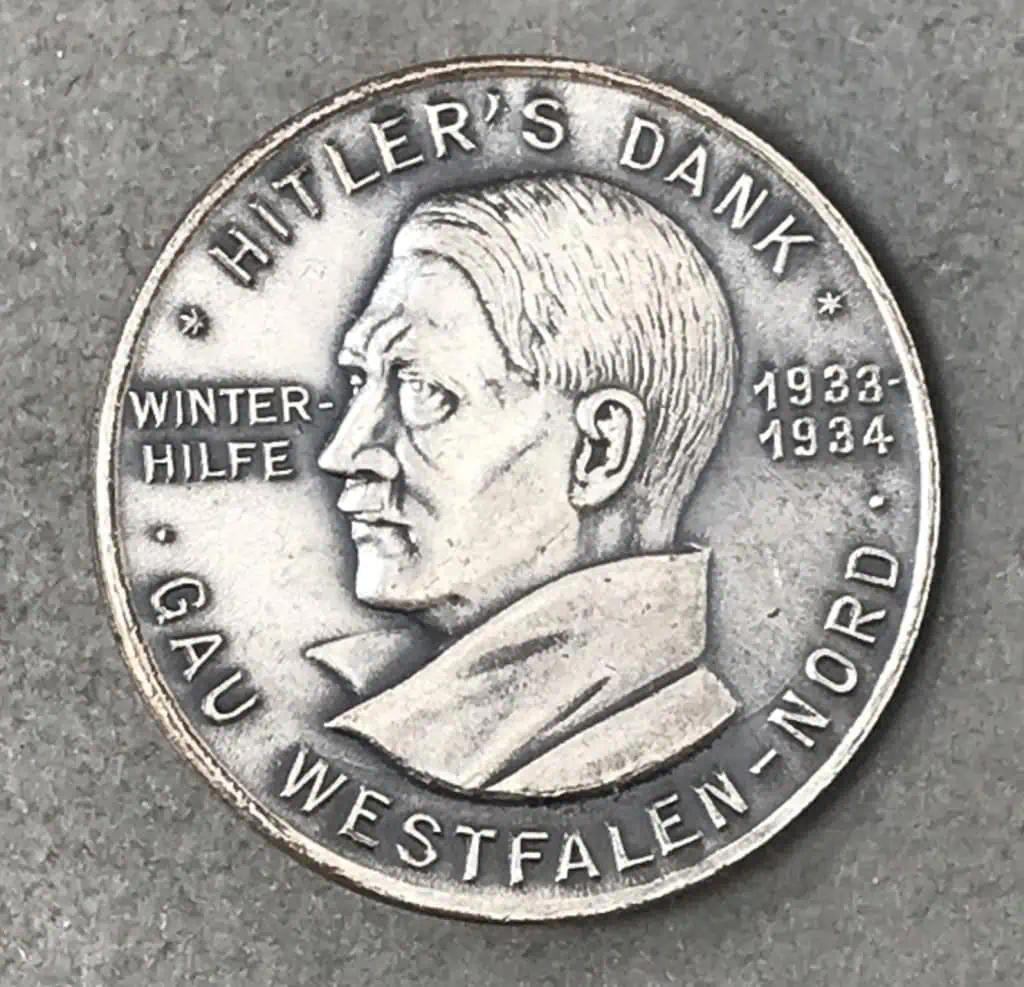 * HITLER'S DANK *
WINTER-
HILFE
1933-
1934
· GAU WESTFALEN-NORD ·